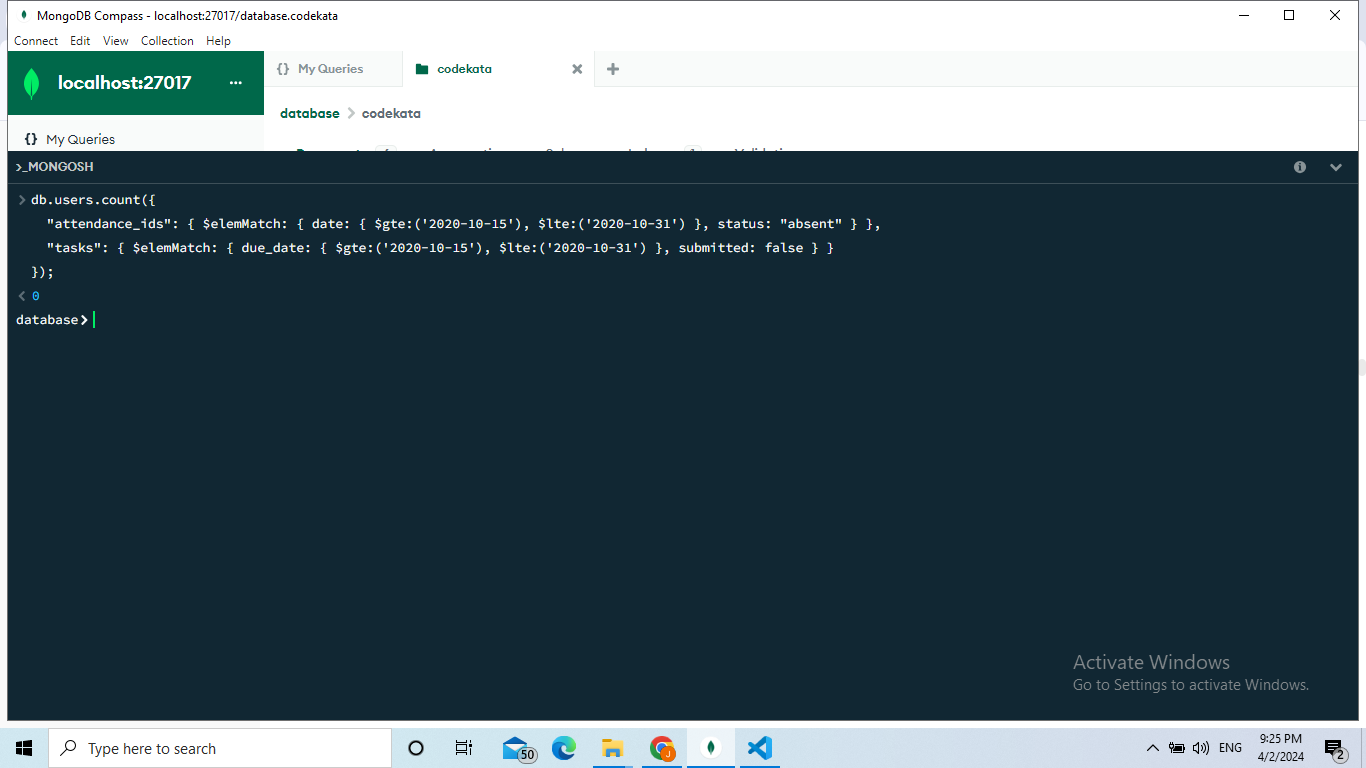 MongoDB Compass - localhost:27017/database.codekata
Connect Edit View Collection Help
localhost:27017 ...
{} My Queries
codekata
database > codekata
{} My Queries
>_MONGOSH
> db.users.count({
"attendance_ids": { $elemMatch: { date: { $gte:('2020-10-15'), $lte:('2020-10-31') }, status: "absent" } },
"tasks": { $elemMatch: { due_date: { $gte:('2020-10-15'), $lte:('2020-10-31') }, submitted: false } }
});
< 0
database>
Activate Windows
Go to Settings to activate Windows.
Type here to search
50
ENG
9:25 PM
4/2/2024
2